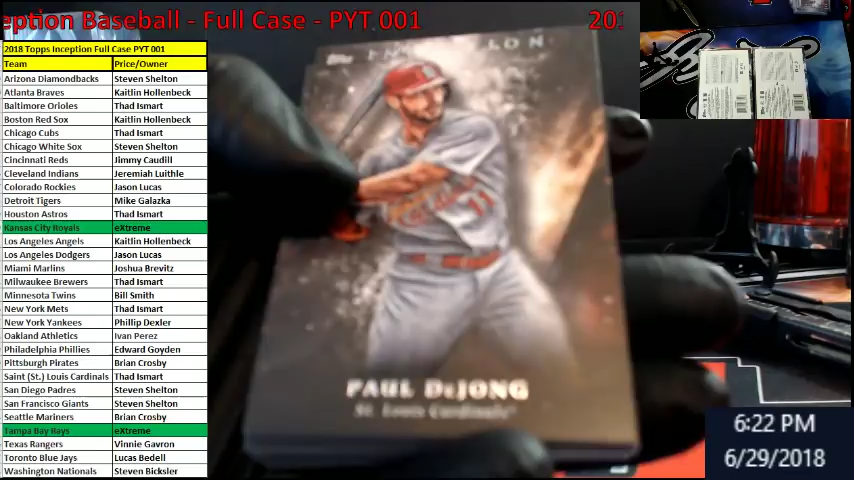 eption Baseball - Full Case - PYT 001 201
2018 Topps Inception Full Case PYT 001
Team Price/Owner
Arizona Diamondbacks Steven Shelton
Atlanta Braves Kaitlin Hollenbeck
Baltimore Orioles Thad Ismart
Boston Red Sox Kaitlin Hollenbeck
Chicago Cubs Thad Ismart
Chicago White Sox Steven Shelton
Cincinnati Reds Jimmy Caudill
Cleveland Indians Jeremiah Luithle
Colorado Rockies Jason Lucas
Detroit Tigers Mike Galazka
Houston Astros Thad Ismart
Kansas City Royals eXtreme
Los Angeles Angels Kaitlin Hollenbeck
Los Angeles Dodgers Jason Lucas
Miami Marlins Joshua Brevitz
Milwaukee Brewers Thad Ismart
Minnesota Twins Bill Smith
New York Mets Thad Ismart
New York Yankees Phillip Dexler
Oakland Athletics Ivan Perez
Philadelphia Phillies Edward Goyden
Pittsburgh Pirates Brian Crosby
Saint (St.) Louis Cardinals Thad Ismart
San Diego Padres Steven Shelton
San Francisco Giants Steven Shelton
Seattle Mariners Brian Crosby
Tampa Bay Rays eXtreme
Texas Rangers Vinnie Gavron
Toronto Blue Jays Lucas Bedell
Washington Nationals Steven Bicksler
Topps
PAUL DeJONG
St. Louis Cardinals
6:22 PM
6/29/2018